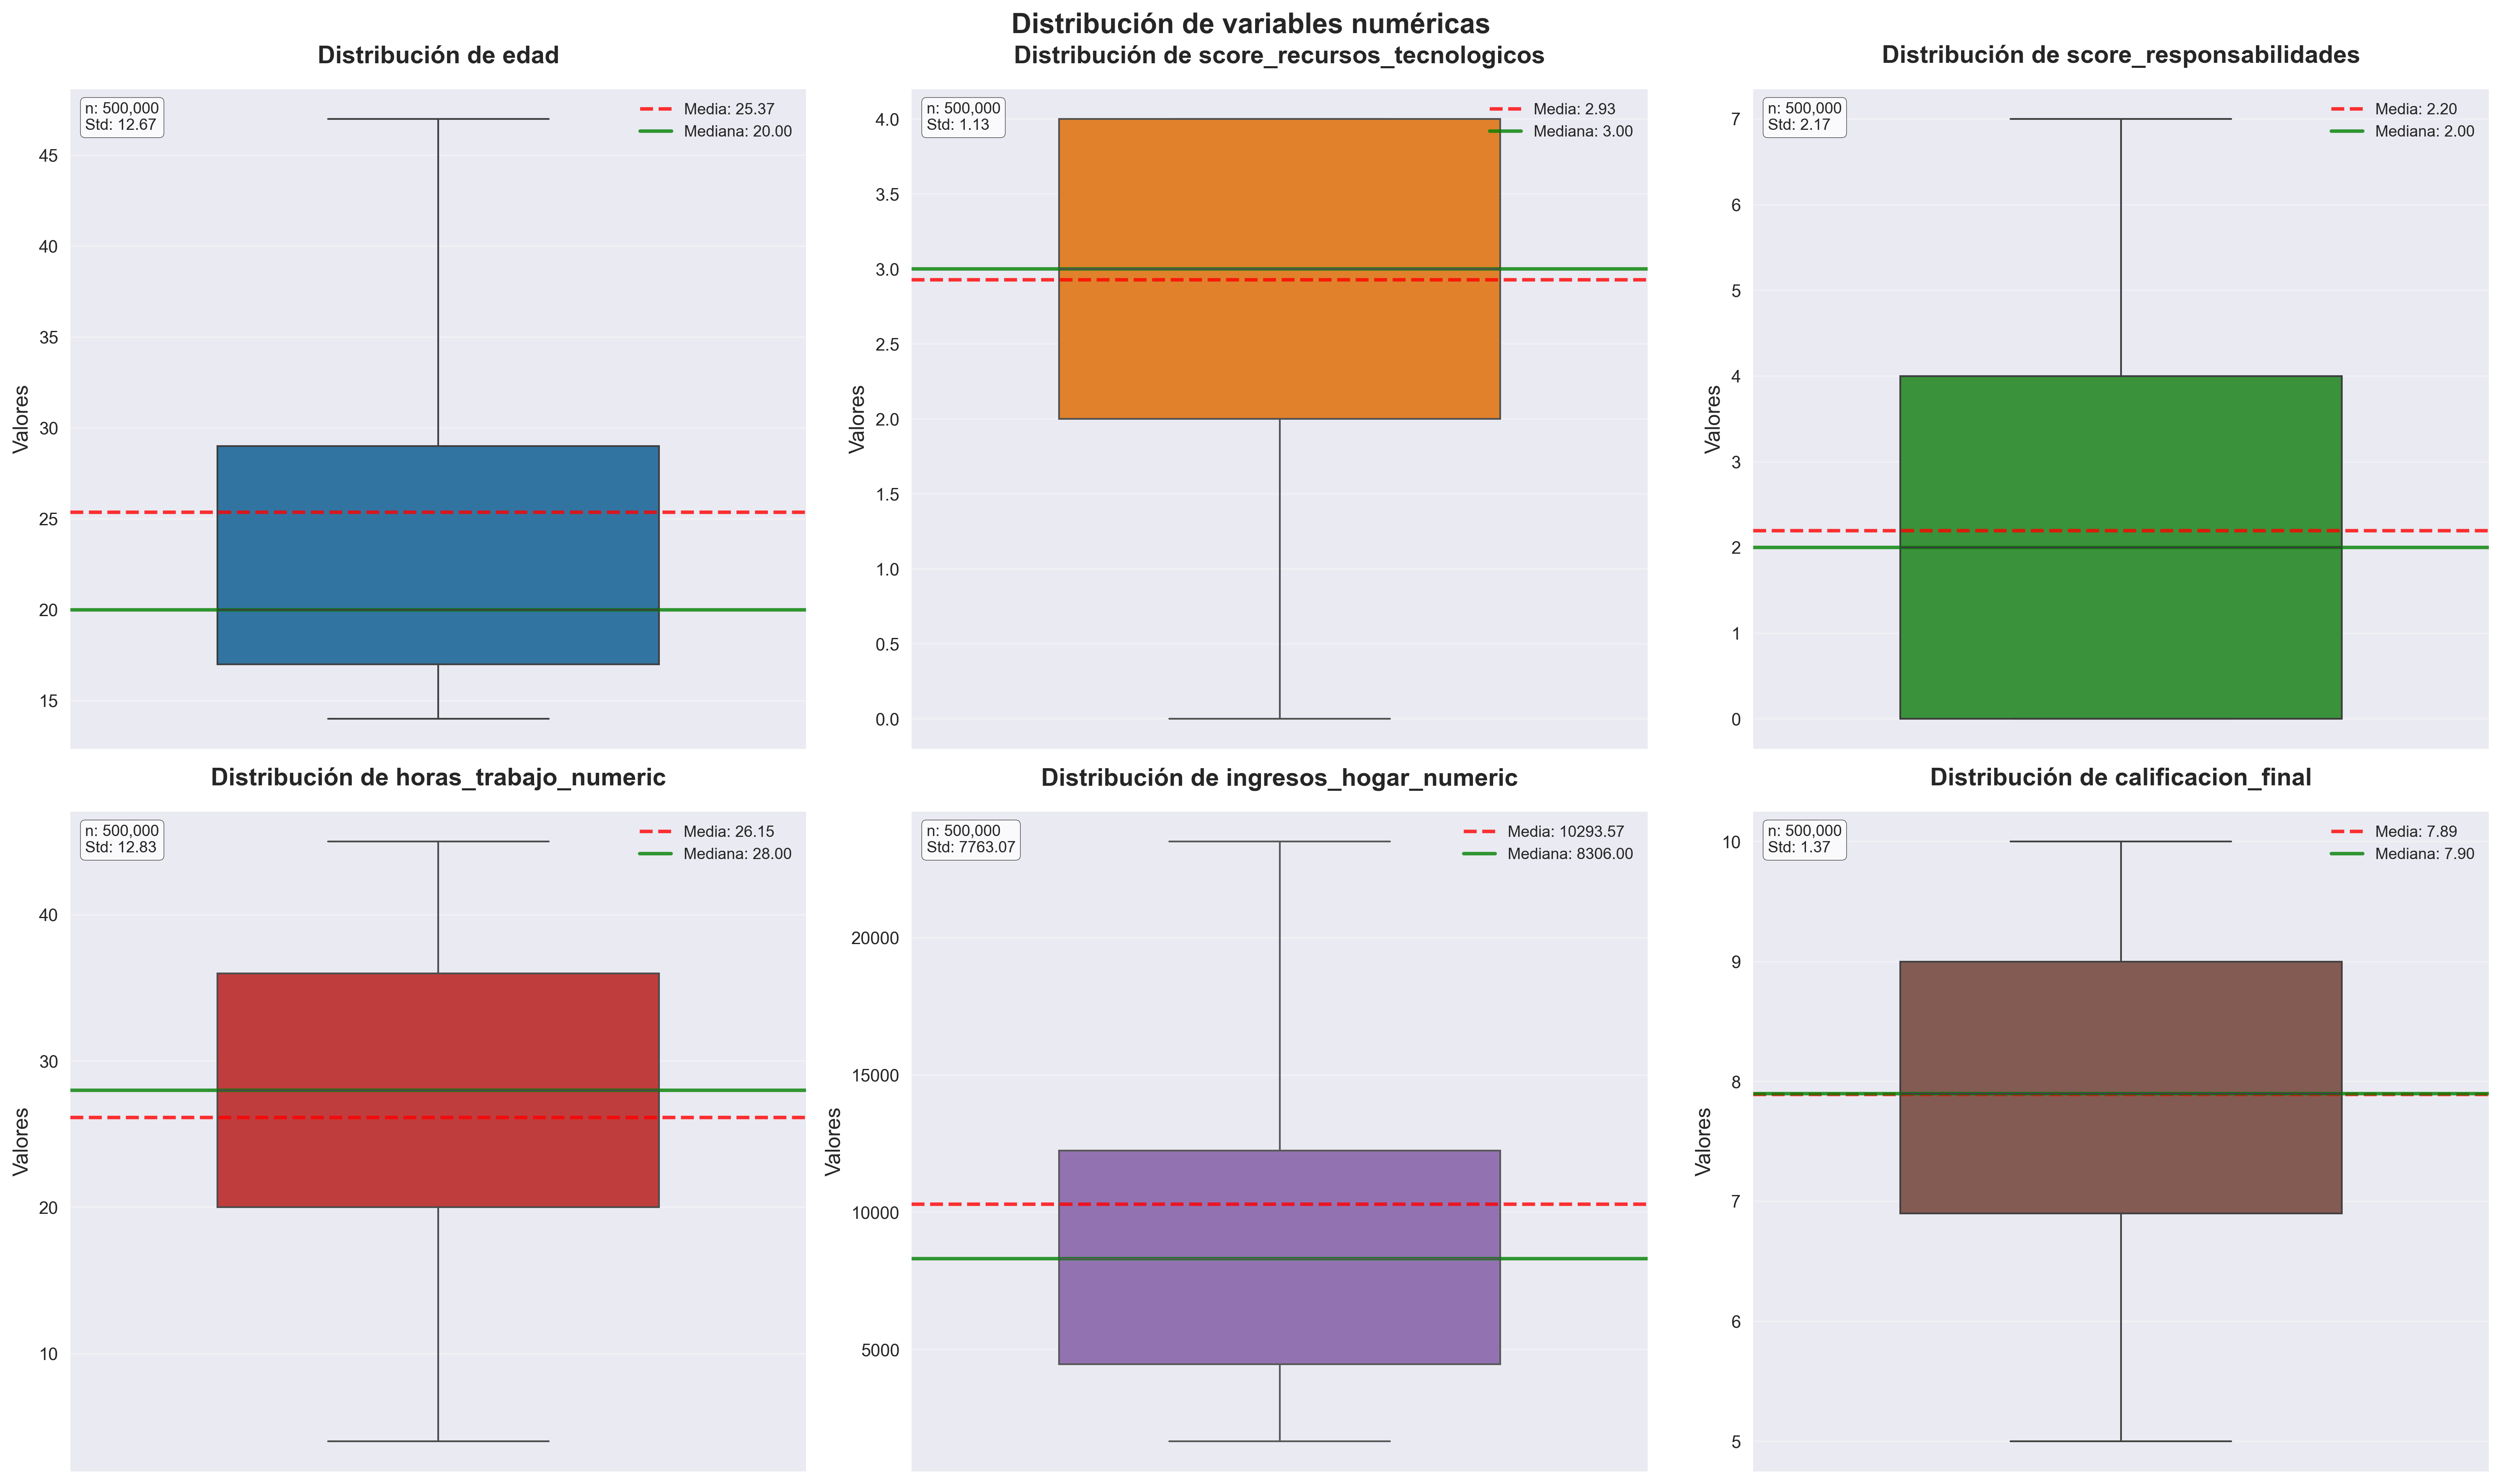 Distribución de variables numéricas
Distribución de edad
n: 500,000
Std: 12.67
Media: 25.37
Mediana: 20.00
Valores
45
40
35
30
25
20
15
Distribución de score_recursos_tecnologicos
n: 500,000
Std: 1.13
Media: 2.93
Mediana: 3.00
Valores
4.0
3.5
3.0
2.5
2.0
1.5
1.0
0.5
0.0
Distribución de score_responsabilidades
n: 500,000
Std: 2.17
Media: 2.20
Mediana: 2.00
Valores
7
6
5
4
3
2
1
0
Distribución de horas_trabajo_numeric
n: 500,000
Std: 12.83
Media: 26.15
Mediana: 28.00
Valores
40
30
20
10
Distribución de ingresos_hogar_numeric
n: 500,000
Std: 7763.07
Media: 10293.57
Mediana: 8306.00
Valores
20000
15000
10000
5000
Distribución de calificacion_final
n: 500,000
Std: 1.37
Media: 7.89
Mediana: 7.90
Valores
10
9
8
7
6
5